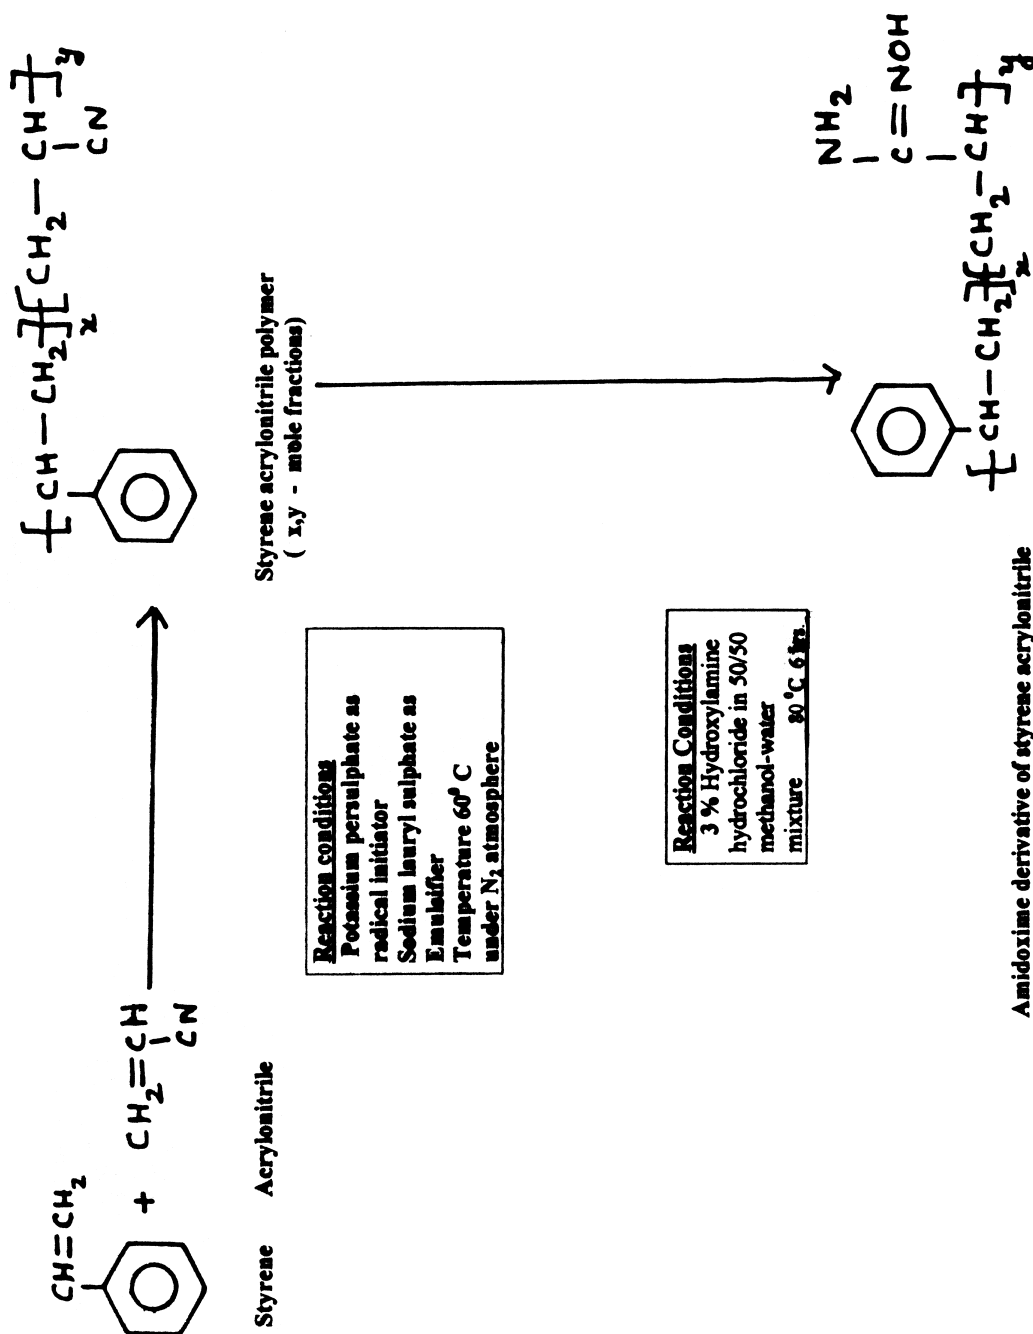 CH=CH2
+ CH2=CH
CN
Styrene Acrylonitrile
[CH-CH2]x[CH2-CH]y
CN
Styrene acrylonitrile polymer
( x,y - mole fractions)
Reaction conditions
Potassium persulphate as
radical initiator
Sodium lauryl sulphate as
Emulsifier
Temperature 60⁰ C
under N2 atmosphere
Reaction Conditions
3 % Hydroxylamine
hydrochloride in 50/50
methanol-water
mixture 80 °C 6 hrs.
NH2
C=NOH
[CH-CH2]x[CH2-CH]y
Amidoxime derivative of styrene acrylonitrile